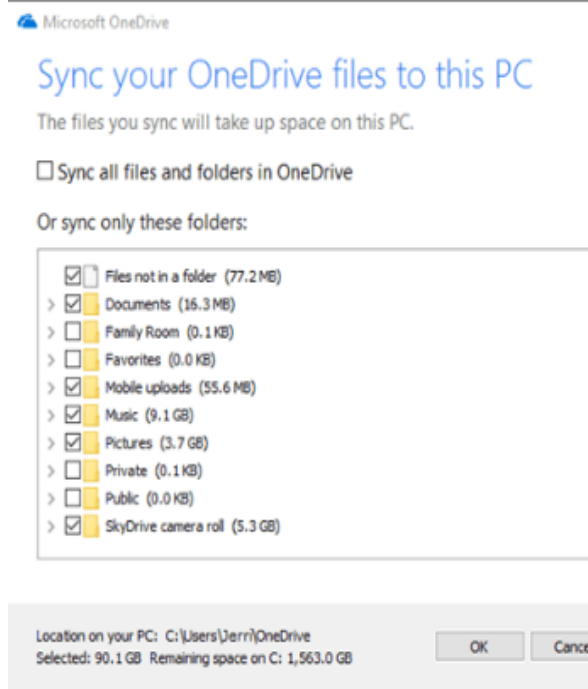 Microsoft OneDrive
Sync your OneDrive files to this PC
The files you sync will take up space on this PC.
Sync all files and folders in OneDrive
Or sync only these folders:
Files not in a folder (77.2 MB)
Documents (16.3 MB)
Family Room (0.1 KB)
Favorites (0.0 KB)
Mobile uploads (55.6 MB)
Music (9.1 GB)
Pictures (3.7 GB)
Private (0.1 KB)
Public (0.0 KB)
SkyDrive camera roll (5.3 GB)
Location on your PC: C:\Users\Jerri\OneDrive
Selected: 90.1 GB Remaining space on C: 1,563.0 GB
OK
Cance